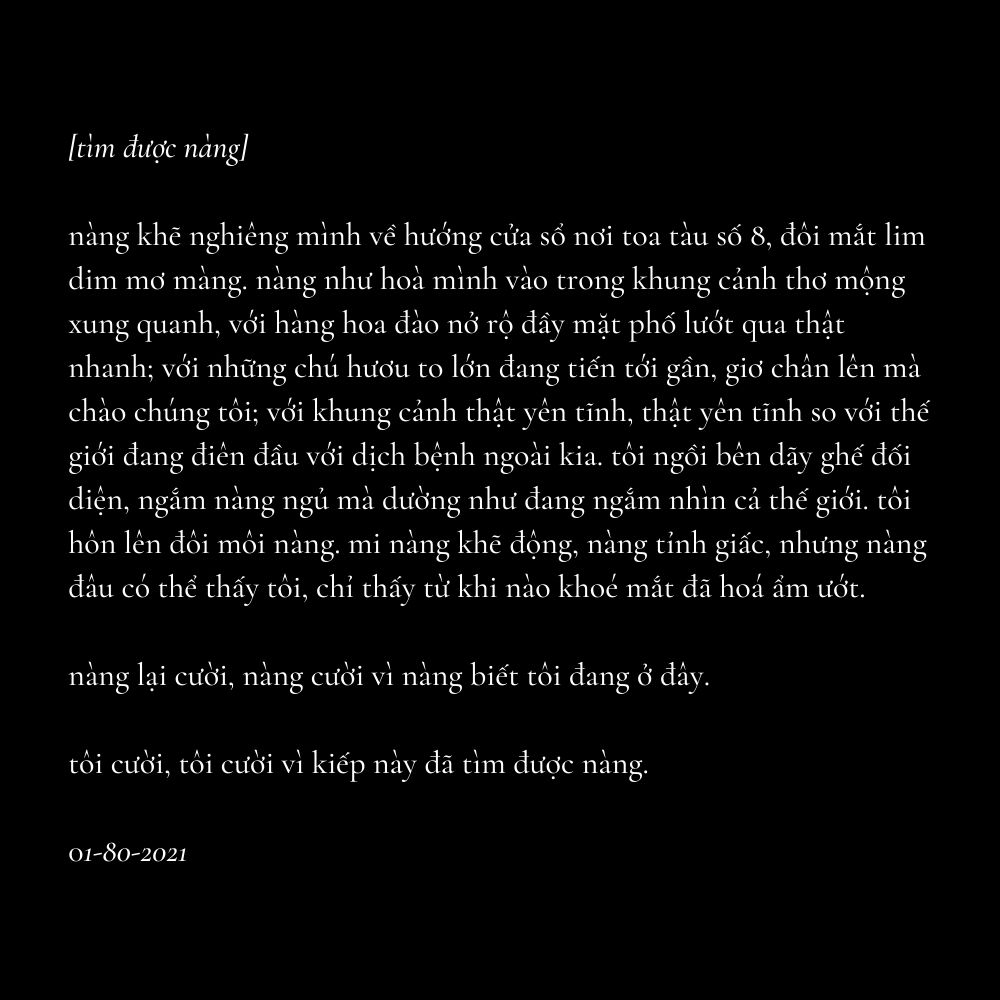 [tìm được nàng]
nàng khẽ nghiêng mình về hướng cửa sổ nơi toa tàu số 8, đôi mắt lim
dim mơ màng. nàng như hoà mình vào trong khung cảnh thơ mộng
xung quanh, với hàng hoa đào nở rộ đầy mặt phố lướt qua thật
nhanh; với những chú hươu to lớn đang tiến tới gần, giơ chân lên mà
chào chúng tôi; với khung cảnh thật yên tĩnh, thật yên tĩnh so với thế
giới đang điên đầu với dịch bệnh ngoài kia. tôi ngồi bên dãy ghế đối
diện, ngắm nàng ngủ mà dường như đang ngắm nhìn cả thế giới. tôi
hôn lên đôi môi nàng. mi nàng khẽ động, nàng tỉnh giấc, nhưng nàng
đâu có thể thấy tôi, chỉ thấy từ khi nào khoé mắt đã hoá ẩm ướt.
nàng lại cười, nàng cười vì nàng biết tôi đang ở đây.
tôi cười, tôi cười vì kiếp này đã tìm được nàng.
01-80-2021